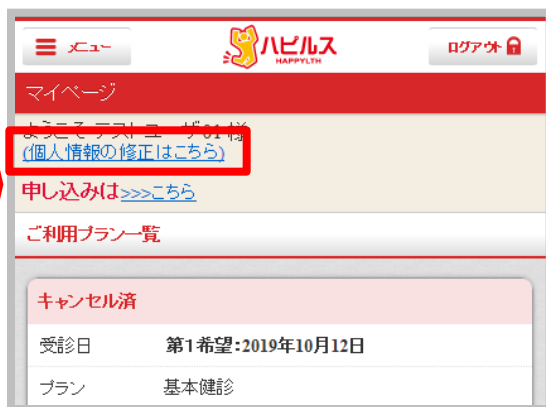 メニュー
ハピルス
HAPPYLTH
ログアウト
マイページ
ようこそ テストユーザ01 様
(個人情報の修正はこちら)
申し込みは>>>こちら
ご利用プラン一覧
キャンセル済
受診日 第1希望:2019年10月12日
プラン 基本健診